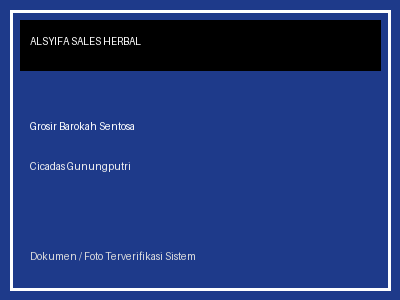 ALSYIFA SALES HERBAL
Grosir Barokah Sentosa
Cicadas Gunungputri
Dokumen / Foto Terverifikasi Sistem